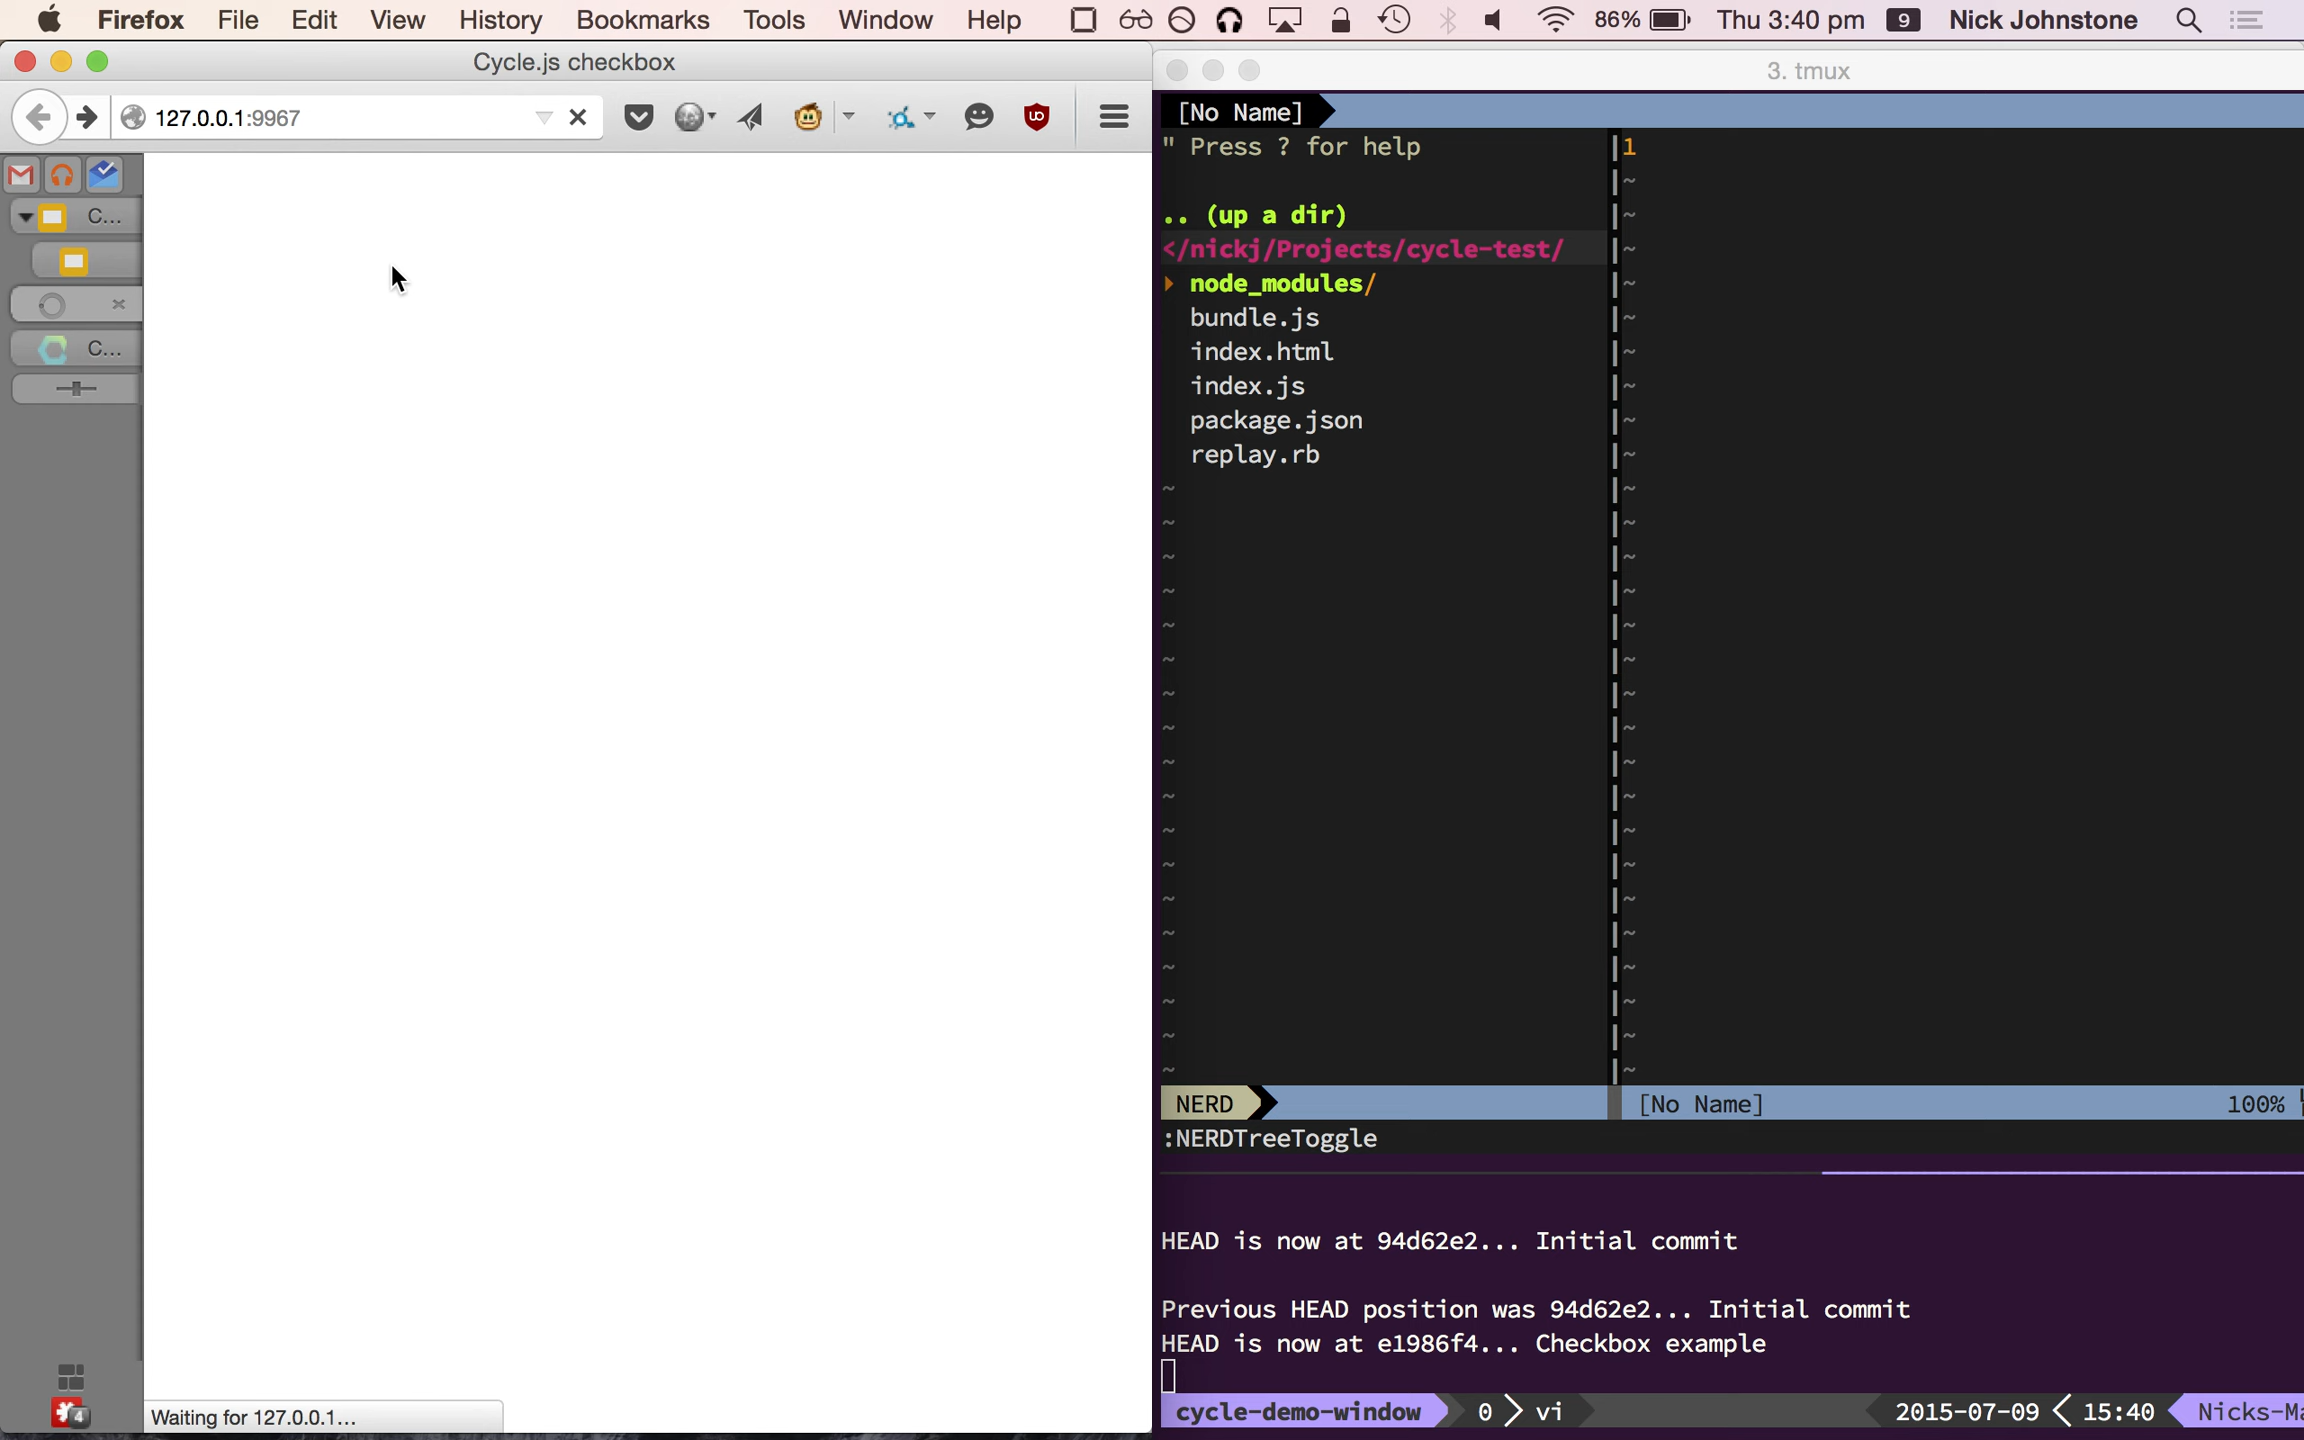 Firefox File Edit View History Bookmarks Tools Window Help 86% Thu 3:40 pm 9 Nick Johnstone
Cycle.js checkbox
127.0.0.1:9967
C...
C...
4
Waiting for 127.0.0.1...
3. tmux
[No Name]
" Press ? for help
.. (up a dir)
</nickj/Projects/cycle-test/
▸ node_modules/
bundle.js
index.html
index.js
package.json
replay.rb
1
NERD
[No Name] 100%
:NERDTreeToggle
HEAD is now at 94d62e2... Initial commit
Previous HEAD position was 94d62e2... Initial commit
HEAD is now at e1986f4... Checkbox example
cycle-demo-window 0 vi 2015-07-09 15:40 Nicks-Ma